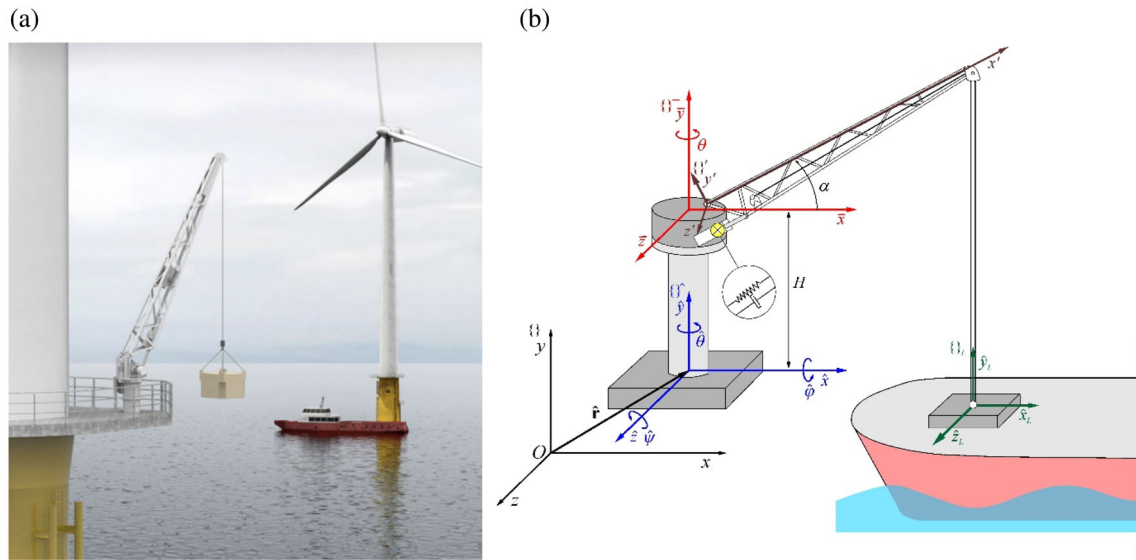 (a)
(b)
x'
{}¯
ȳ
θ
{}'
y'
α
z'
x̄
z̄
H
{}^
ŷ
θ̂
{}
y
{}L
ŷL
r̂
x̂
φ̂
ẑ
ψ̂
x̂L
ẑL
O
x
z